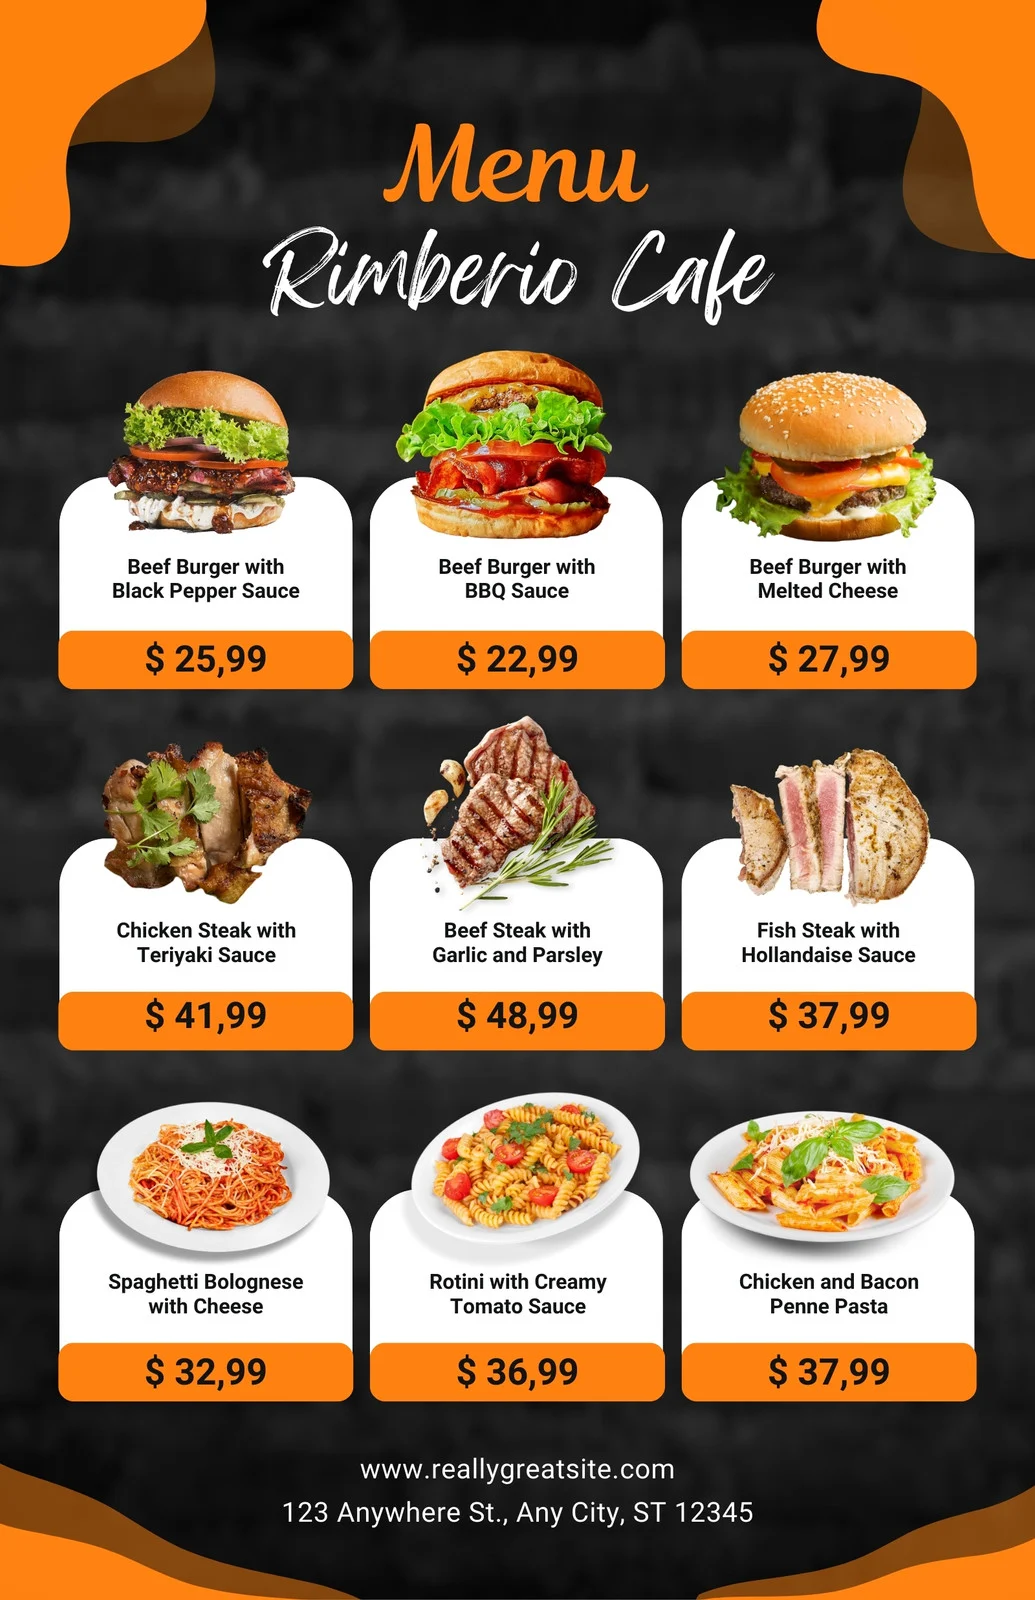 Menu
Rimberio Cafe
Beef Burger with
Black Pepper Sauce
$ 25,99
Beef Burger with
BBQ Sauce
$ 22,99
Beef Burger with
Melted Cheese
$ 27,99
Chicken Steak with
Teriyaki Sauce
$ 41,99
Beef Steak with
Garlic and Parsley
$ 48,99
Fish Steak with
Hollandaise Sauce
$ 37,99
Spaghetti Bolognese
with Cheese
$ 32,99
Rotini with Creamy
Tomato Sauce
$ 36,99
Chicken and Bacon
Penne Pasta
$ 37,99
www.reallygreatsite.com
123 Anywhere St., Any City, ST 12345